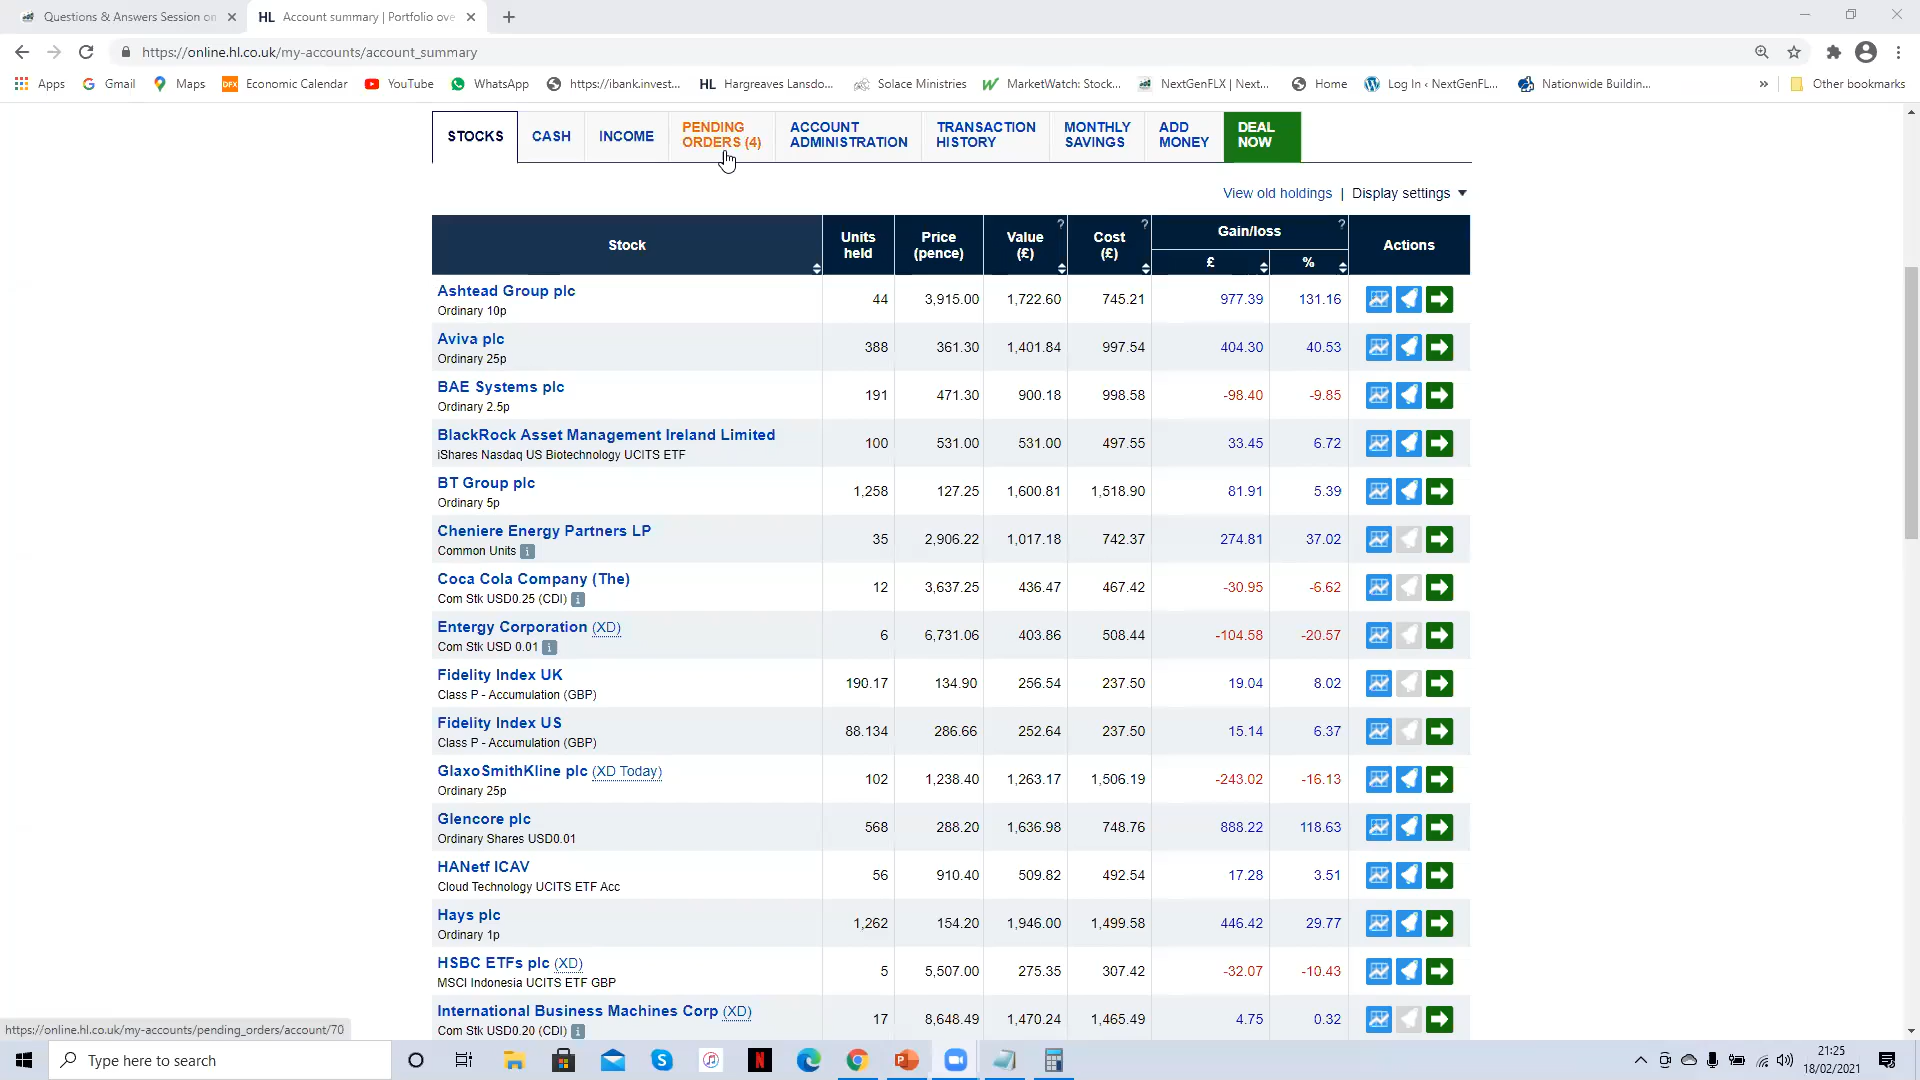 Questions & Answers Session on
HL Account summary | Portfolio ove
https://online.hl.co.uk/my-accounts/account_summary
Apps Gmail Maps DFX Economic Calendar YouTube WhatsApp https://ibank.invest... HL Hargreaves Lansdo... Solace Ministries MarketWatch: Stock... NextGenFLX | Next... Home Log In ‹ NextGenFL... Nationwide Buildin... » Other bookmarks
STOCKS CASH INCOME PENDING ORDERS (4) ACCOUNT ADMINISTRATION TRANSACTION HISTORY MONTHLY SAVINGS ADD MONEY DEAL NOW
View old holdings | Display settings
Stock Units held Price (pence) Value (£) ? Cost (£) ? Gain/loss ? £ % Actions
Ashtead Group plc
Ordinary 10p
44 3,915.00 1,722.60 745.21 977.39 131.16
Aviva plc
Ordinary 25p
388 361.30 1,401.84 997.54 404.30 40.53
BAE Systems plc
Ordinary 2.5p
191 471.30 900.18 998.58 -98.40 -9.85
BlackRock Asset Management Ireland Limited
iShares Nasdaq US Biotechnology UCITS ETF
100 531.00 531.00 497.55 33.45 6.72
BT Group plc
Ordinary 5p
1,258 127.25 1,600.81 1,518.90 81.91 5.39
Cheniere Energy Partners LP
Common Units i
35 2,906.22 1,017.18 742.37 274.81 37.02
Coca Cola Company (The)
Com Stk USD0.25 (CDI) i
12 3,637.25 436.47 467.42 -30.95 -6.62
Entergy Corporation (XD)
Com Stk USD 0.01 i
6 6,731.06 403.86 508.44 -104.58 -20.57
Fidelity Index UK
Class P - Accumulation (GBP)
190.17 134.90 256.54 237.50 19.04 8.02
Fidelity Index US
Class P - Accumulation (GBP)
88.134 286.66 252.64 237.50 15.14 6.37
GlaxoSmithKline plc (XD Today)
Ordinary 25p
102 1,238.40 1,263.17 1,506.19 -243.02 -16.13
Glencore plc
Ordinary Shares USD0.01
568 288.20 1,636.98 748.76 888.22 118.63
HANetf ICAV
Cloud Technology UCITS ETF Acc
56 910.40 509.82 492.54 17.28 3.51
Hays plc
Ordinary 1p
1,262 154.20 1,946.00 1,499.58 446.42 29.77
HSBC ETFs plc (XD)
MSCI Indonesia UCITS ETF GBP
5 5,507.00 275.35 307.42 -32.07 -10.43
International Business Machines Corp (XD)
Com Stk USD0.20 (CDI) i
17 8,648.49 1,470.24 1,465.49 4.75 0.32
https://online.hl.co.uk/my-accounts/pending_orders/account/70
Type here to search
21:25
18/02/2021